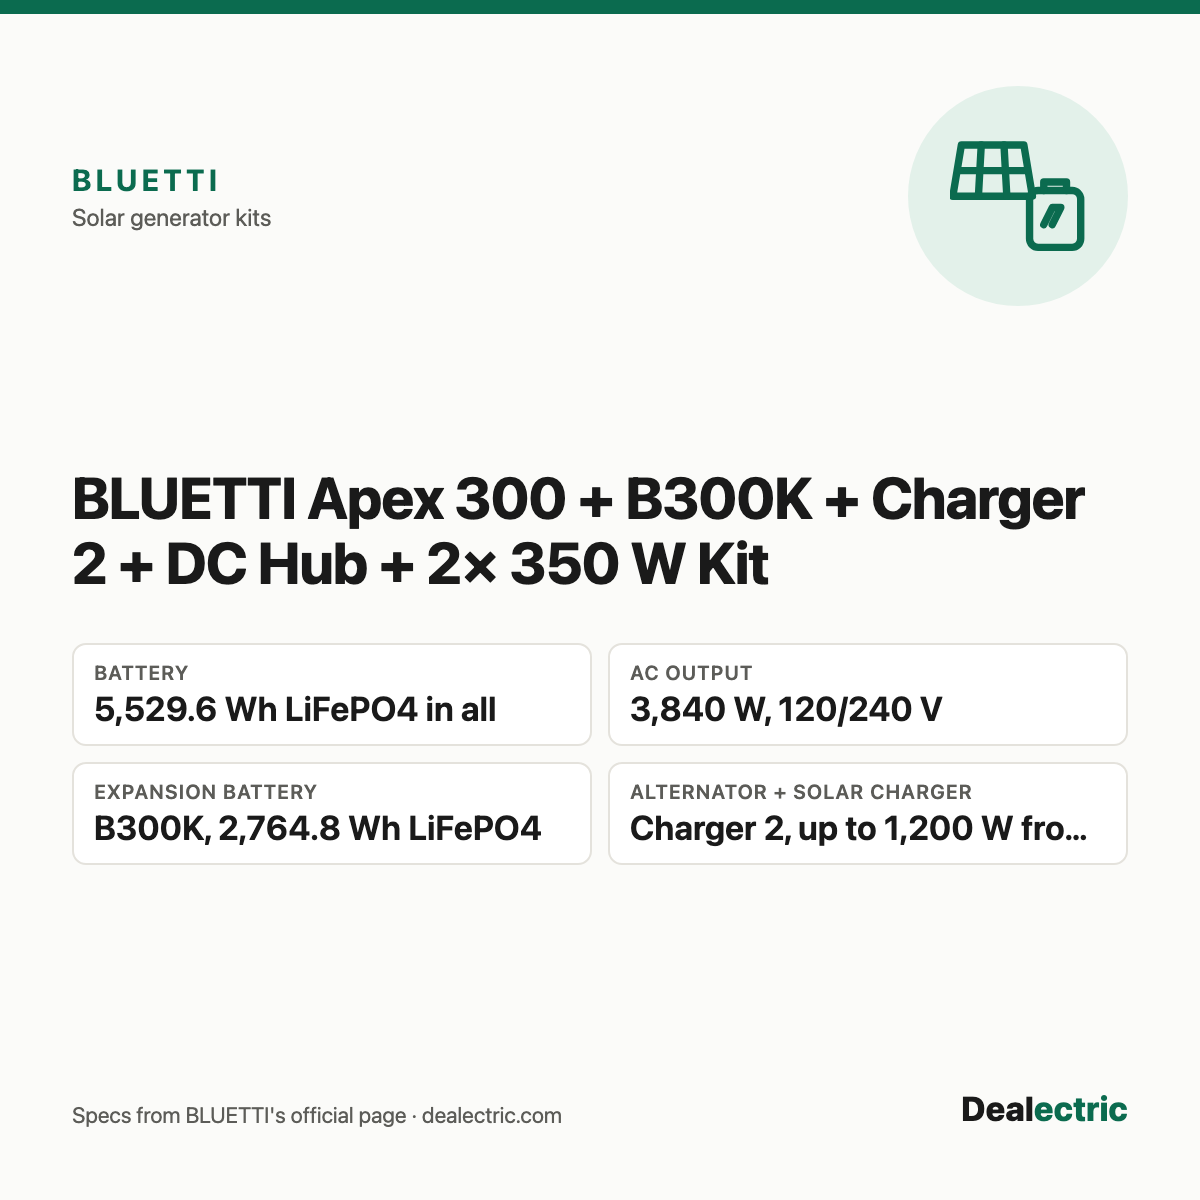 BLUETTI
Solar generator kits
BLUETTI Apex 300 + B300K + Charger
2 + DC Hub + 2× 350 W Kit
BATTERY
5,529.6 Wh LiFePO4 in all
AC OUTPUT
3,840 W, 120/240 V
EXPANSION BATTERY
B300K, 2,764.8 Wh LiFePO4
ALTERNATOR + SOLAR CHARGER
Charger 2, up to 1,200 W fro...
Specs from BLUETTI's official page · dealectric.com
Dealectric